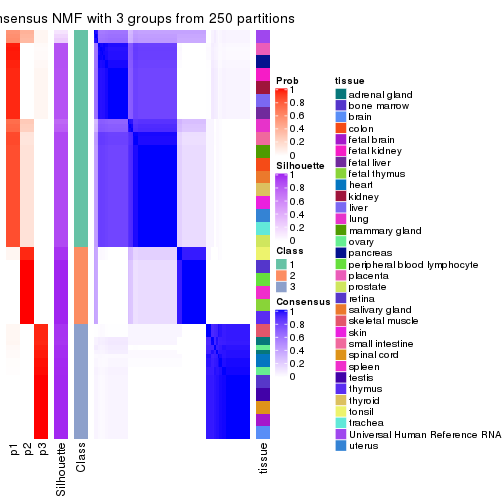 nsensus NMF with 3 groups from 250 partitions
Prob
1
0.8
0.6
0.4
0.2
0
Silhouette
1
0.8
0.6
0.4
0.2
0
Class
1
2
3
Consensus
1
0.8
0.6
0.4
0.2
0
tissue
adrenal gland
bone marrow
brain
colon
fetal brain
fetal kidney
fetal liver
fetal thymus
heart
kidney
liver
lung
mammary gland
ovary
pancreas
peripheral blood lymphocyte
placenta
prostate
retina
salivary gland
skeletal muscle
skin
small intestine
spinal cord
spleen
testis
thymus
thyroid
tonsil
trachea
Universal Human Reference RNA
uterus
p1
p2
p3
Silhouette
Class
tissue